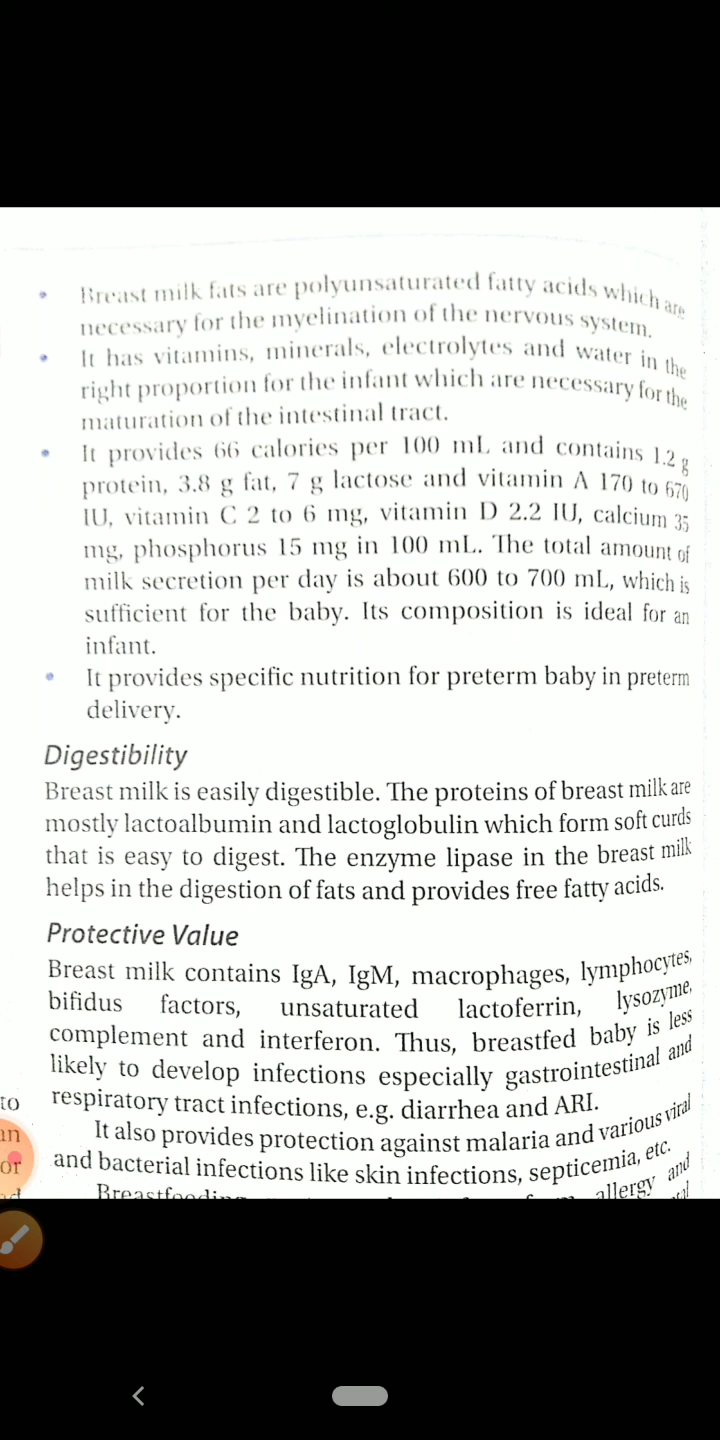 • Breast milk fats are polyunsaturated fatty acids which are
necessary for the myelination of the nervous system.
• It has vitamins, minerals, electrolytes and water in the
right proportion for the infant which are necessary for the
maturation of the intestinal tract.
• It provides 66 calories per 100 mL and contains 1.2 g
protein, 3.8 g fat, 7 g lactose and vitamin A 170 to 670
IU, vitamin C 2 to 6 mg, vitamin D 2.2 IU, calcium 35
mg, phosphorus 15 mg in 100 mL. The total amount of
milk secretion per day is about 600 to 700 mL, which is
sufficient for the baby. Its composition is ideal for an
infant.
• It provides specific nutrition for preterm baby in preterm
delivery.
Digestibility
Breast milk is easily digestible. The proteins of breast milk are
mostly lactoalbumin and lactoglobulin which form soft curds
that is easy to digest. The enzyme lipase in the breast milk
helps in the digestion of fats and provides free fatty acids.
Protective Value
Breast milk contains IgA, IgM, macrophages, lymphocytes,
bifidus factors, unsaturated lactoferrin, lysozyme,
complement and interferon. Thus, breastfed baby is less
likely to develop infections especially gastrointestinal and
respiratory tract infections, e.g. diarrhea and ARI.
It also provides protection against malaria and various viral
and bacterial infections like skin infections, septicemia, etc.
Breastfeeding allergy and
to
an
or